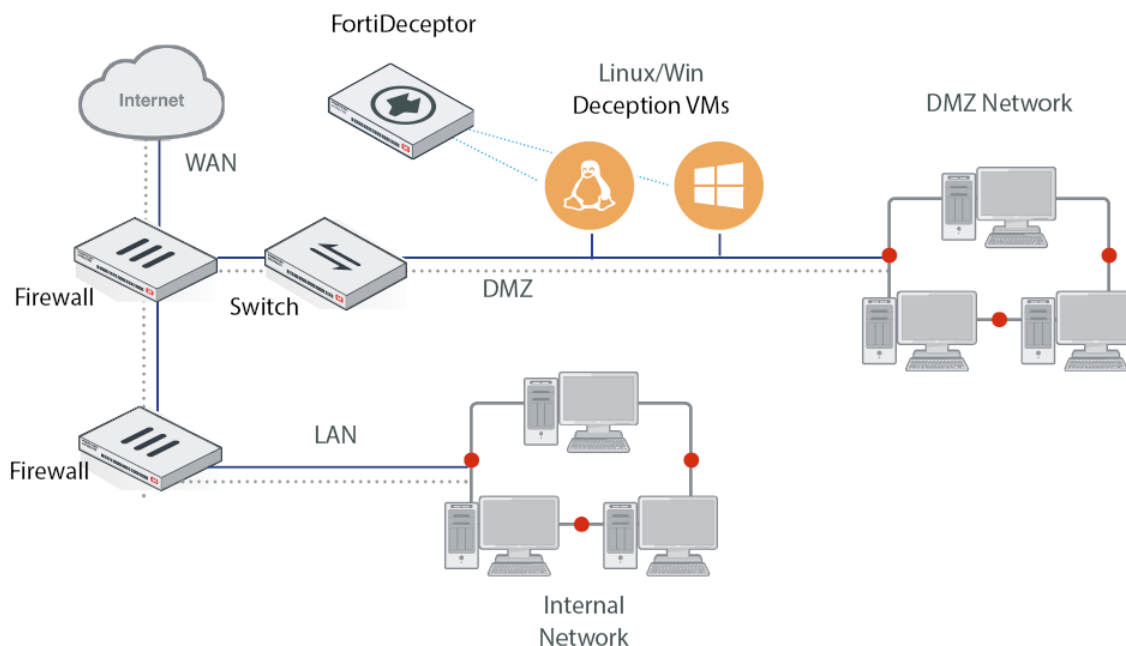 FortiDeceptor
Internet
Linux/Win
Deception VMs
DMZ Network
WAN
Firewall
Switch
DMZ
LAN
Firewall
Internal
Network